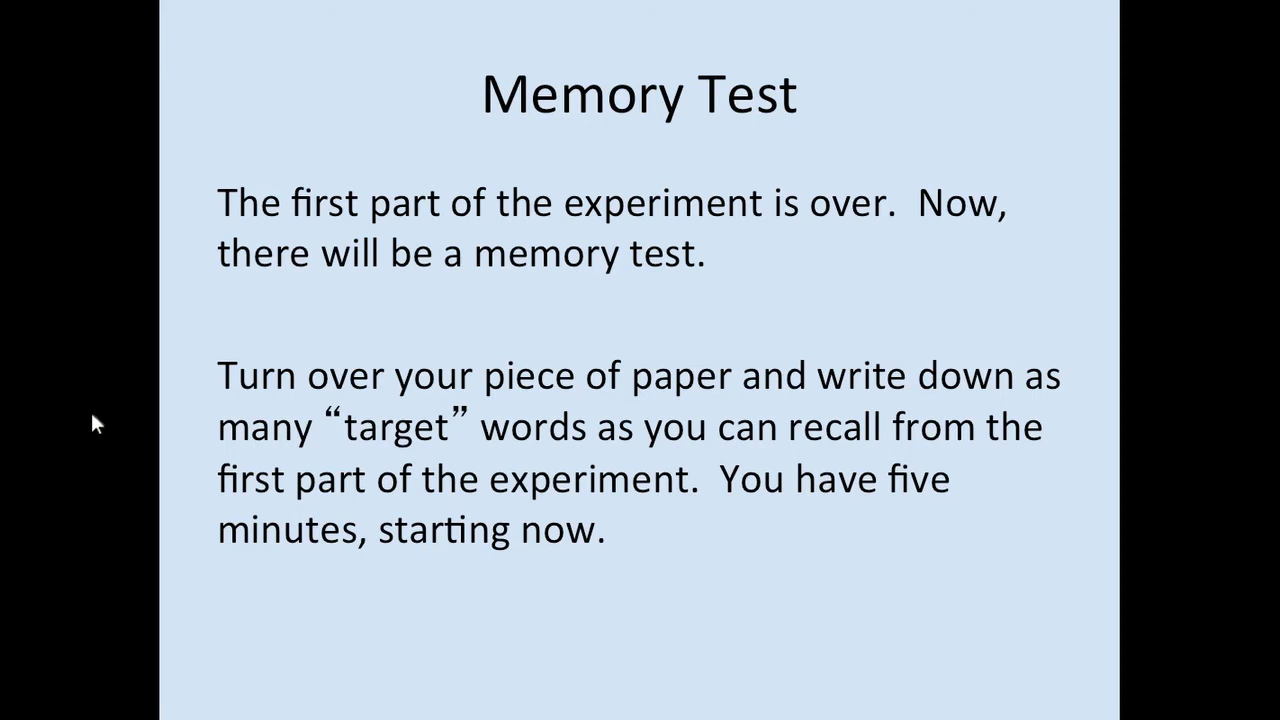 Memory Test
The first part of the experiment is over.  Now,
there will be a memory test.
Turn over your piece of paper and write down as
many “target” words as you can recall from the
first part of the experiment.  You have five
minutes, starting now.